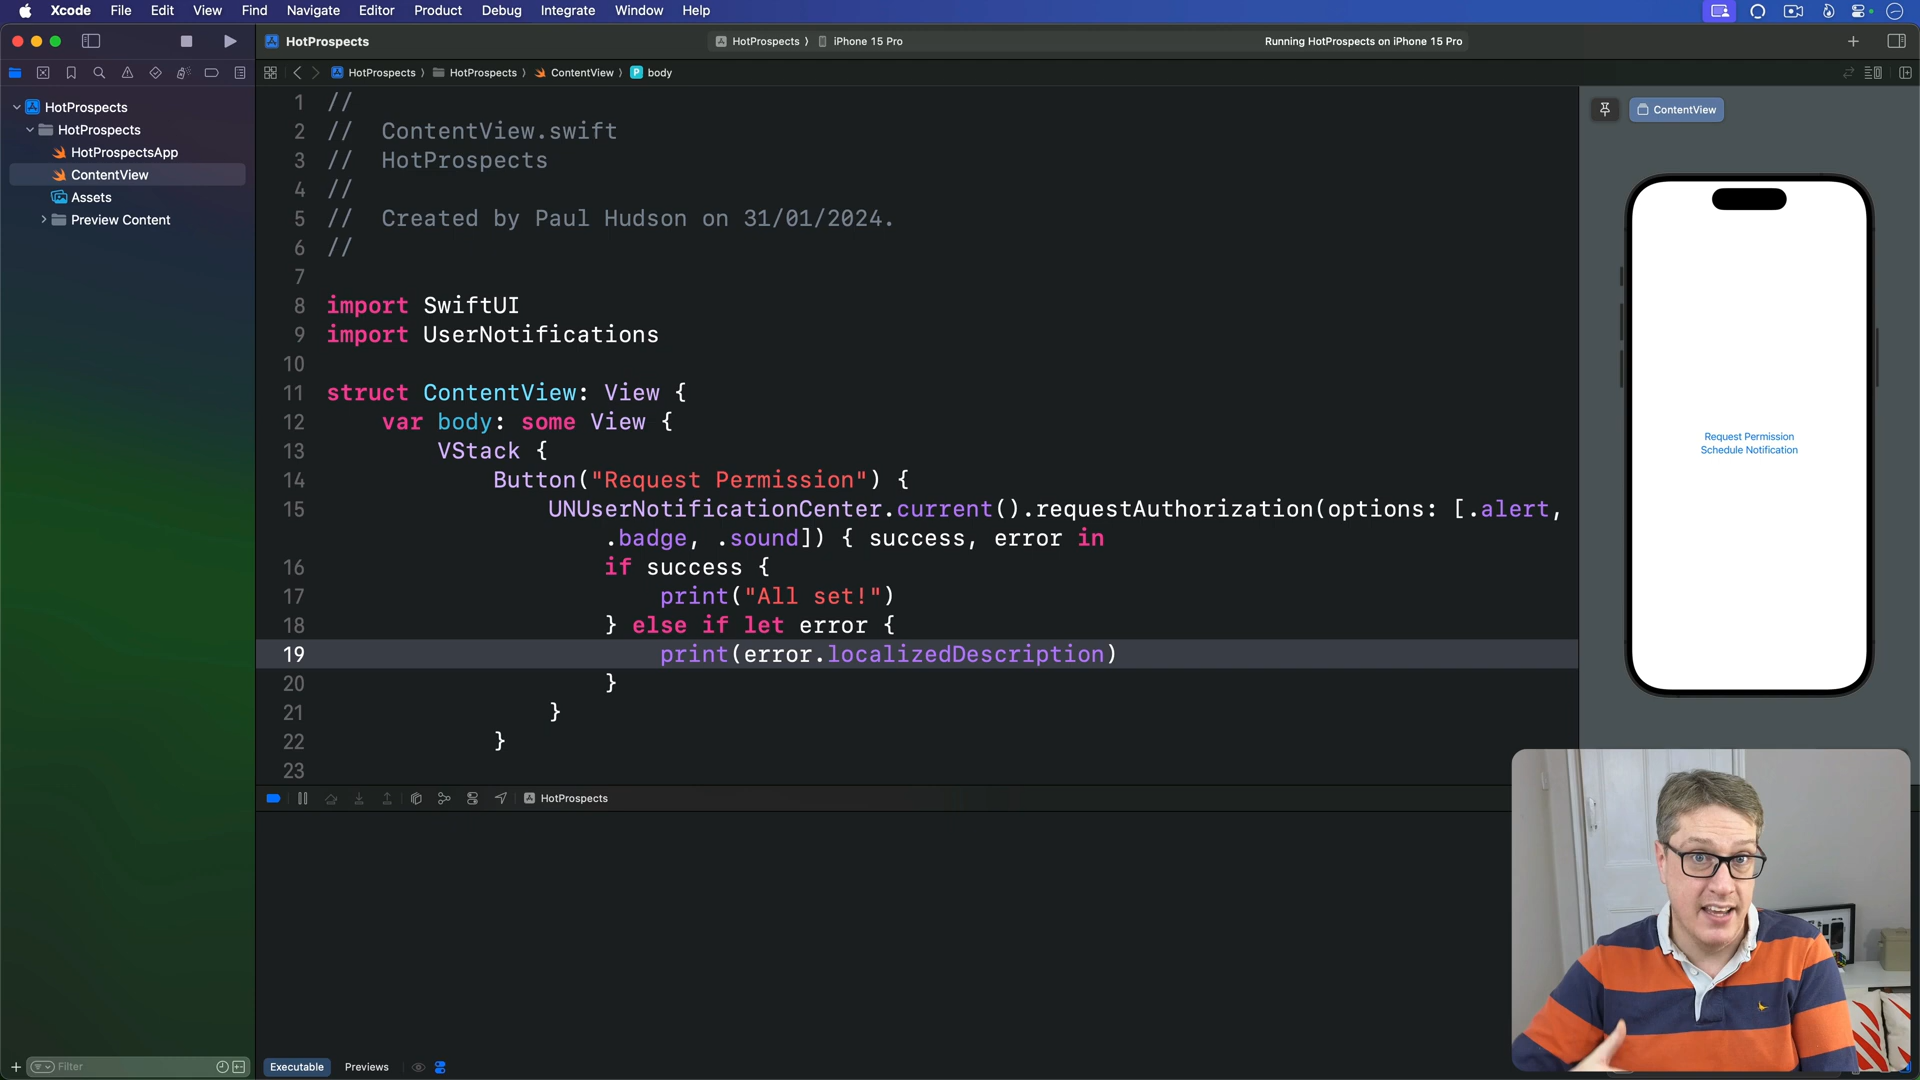 Xcode File Edit View Find Navigate Editor Product Debug Integrate Window Help
HotProspects
HotProspects ⟩ iPhone 15 Pro
Running HotProspects on iPhone 15 Pro
HotProspects ⟩ HotProspects ⟩ ContentView ⟩ P body
HotProspects
HotProspects
HotProspectsApp
ContentView
Assets
Preview Content
1 //
2 //  ContentView.swift
3 //  HotProspects
4 //
5 //  Created by Paul Hudson on 31/01/2024.
6 //
7
8 import SwiftUI
9 import UserNotifications
10
11 struct ContentView: View {
12 var body: some View {
13 VStack {
14 Button("Request Permission") {
15 UNUserNotificationCenter.current().requestAuthorization(options: [.alert,
.badge, .sound]) { success, error in
16 if success {
17 print("All set!")
18 } else if let error {
19 print(error.localizedDescription)
20 }
21 }
22 }
23
ContentView
Request Permission
Schedule Notification
HotProspects
Filter
Executable Previews